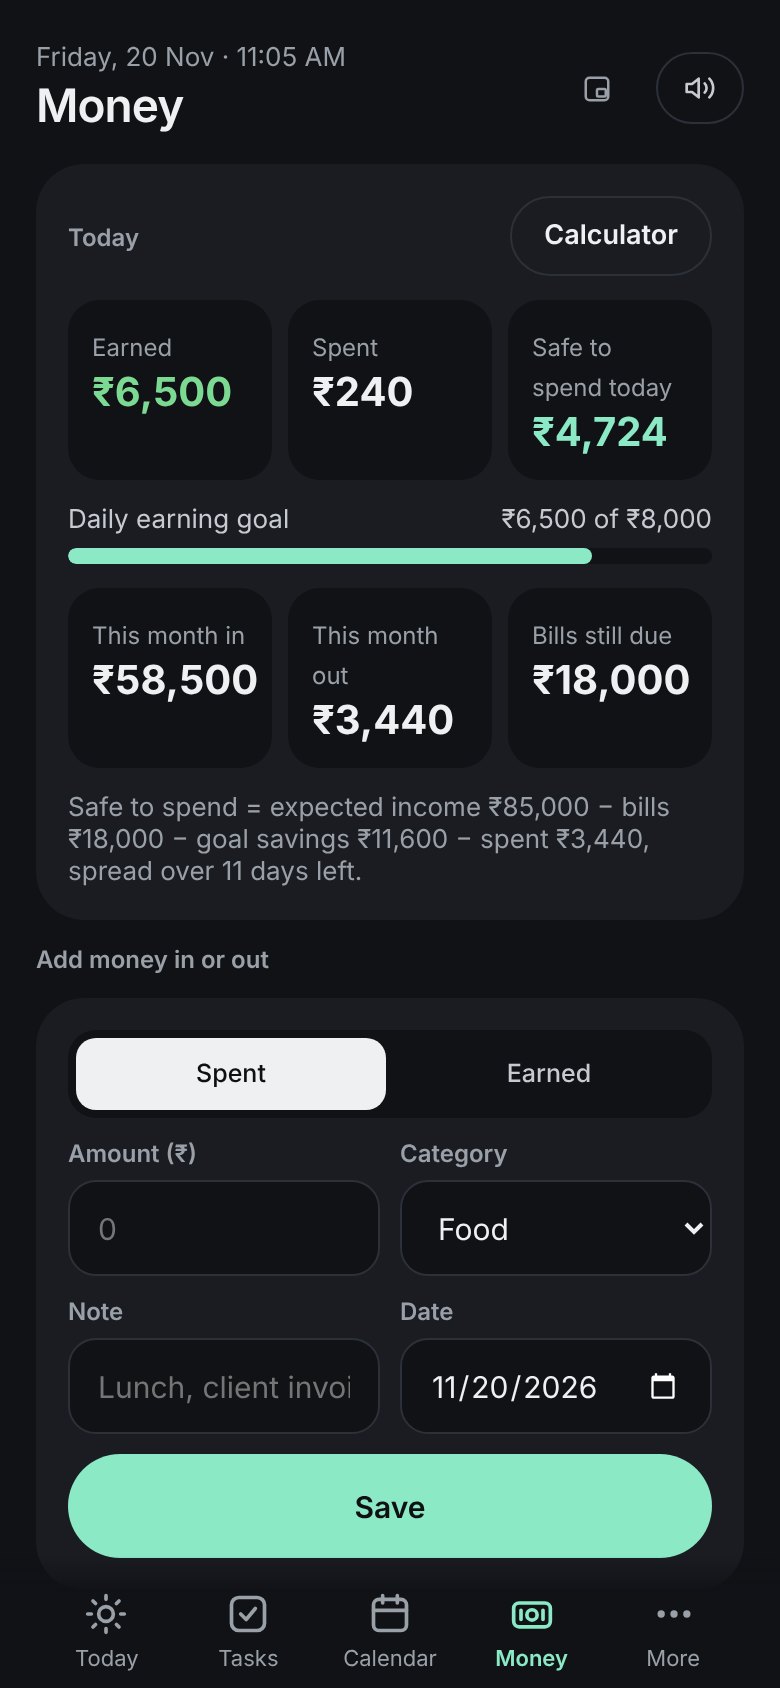 Friday, 20 Nov · 11:05 AM
Money
Today
Calculator
Earned
₹6,500
Spent
₹240
Safe to
spend today
₹4,724
Daily earning goal
₹6,500 of ₹8,000
This month in
₹58,500
This month
out
₹3,440
Bills still due
₹18,000
Safe to spend = expected income ₹85,000 − bills
₹18,000 − goal savings ₹11,600 − spent ₹3,440,
spread over 11 days left.
Add money in or out
Spent
Earned
Amount (₹)
Category
0
Food
Note
Date
Lunch, client invoi
11/20/2026
Save
Today
Tasks
Calendar
Money
More